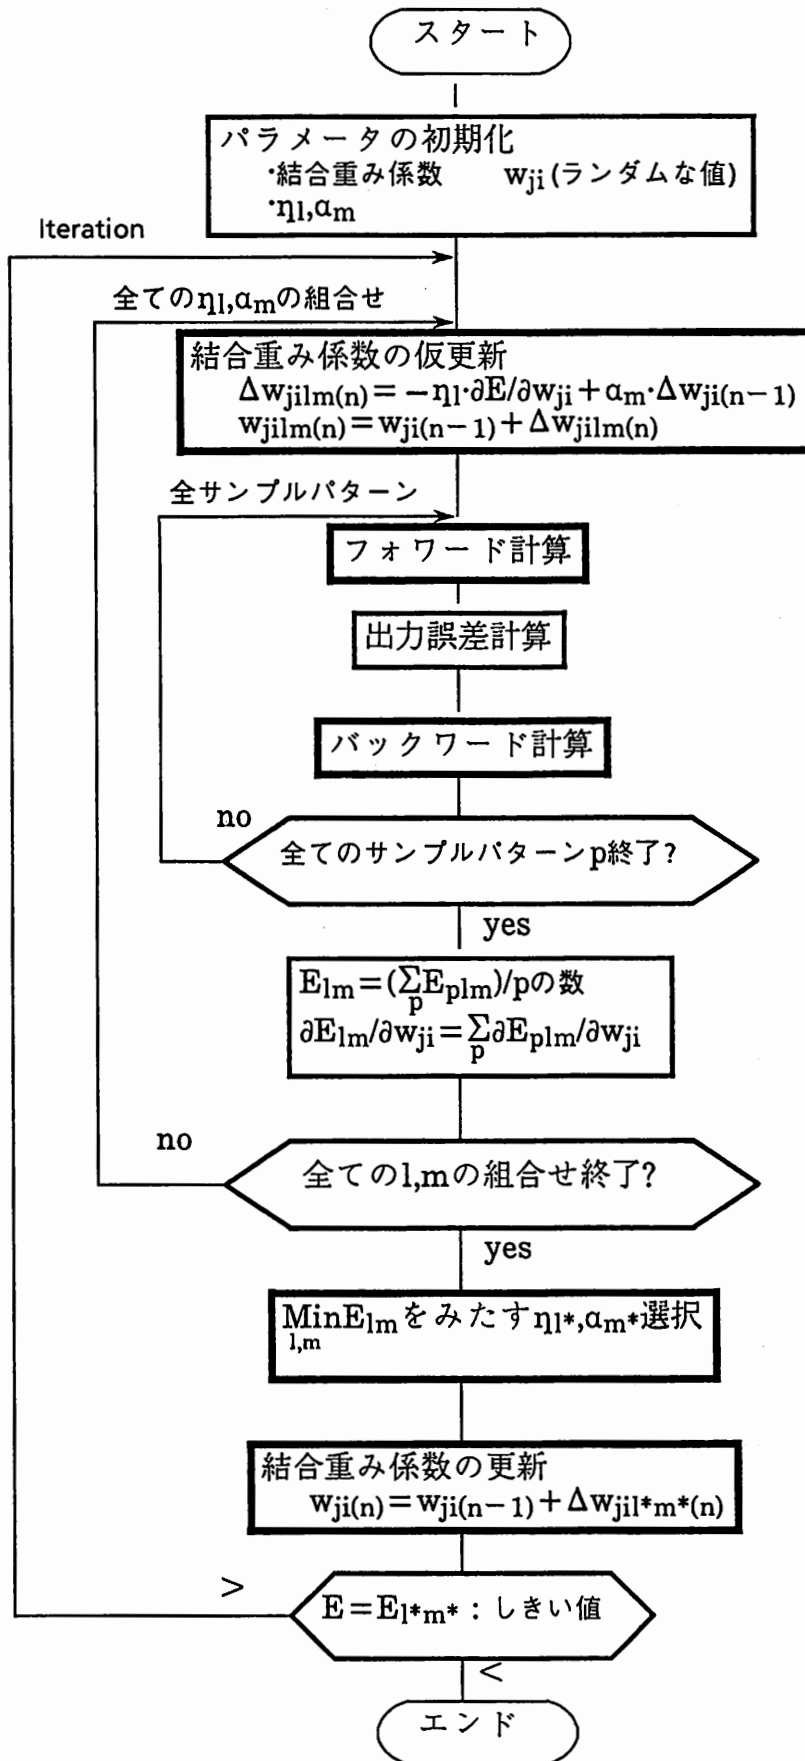 スタート
パラメータの初期化
・結合重み係数 wji(ランダムな値)
・ηl,αm
Iteration
全てのηl,αmの組合せ
結合重み係数の仮更新
Δwjilm(n)=−ηl·∂E/∂wji+αm·Δwji(n−1)
wjilm(n)=wji(n−1)+Δwjilm(n)
全サンプルパターン
フォワード計算
出力誤差計算
バックワード計算
no
全てのサンプルパターンp終了?
yes
Elm=(∑Eplm)/pの数
p
∂Elm/∂wji=∑∂Eplm/∂wji
p
no
全てのl,mの組合せ終了?
yes
MinElmをみたすηl*,αm*選択
l,m
結合重み係数の更新
wji(n)=wji(n−1)+Δwjil*m*(n)
>
E=El*m*:しきい値
<
エンド